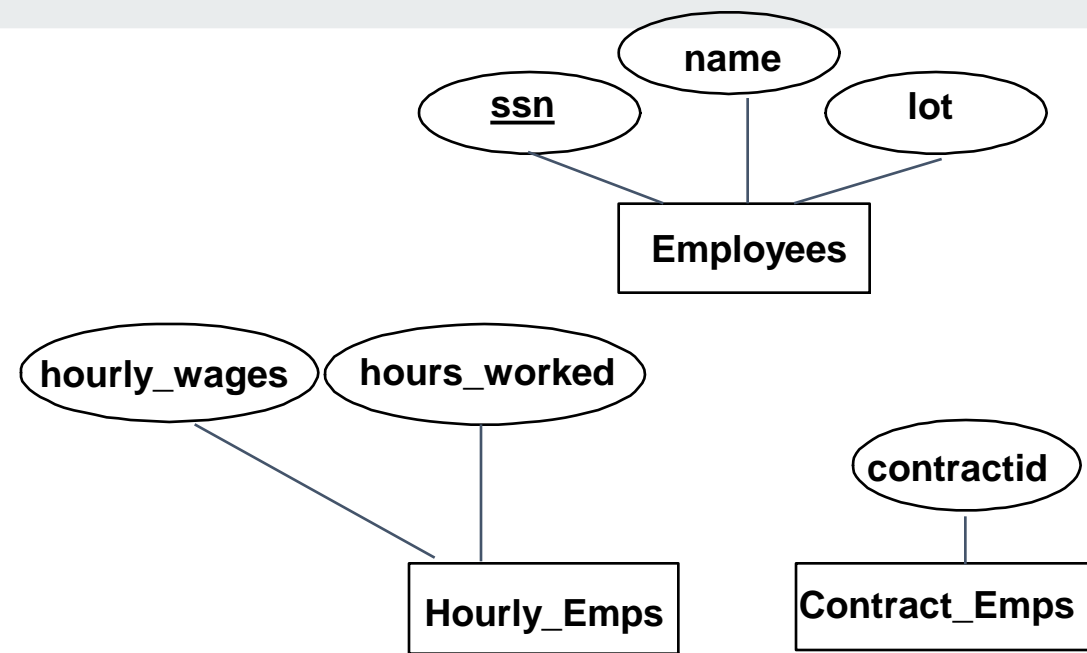 name
ssn
lot
Employees
hourly_wages
hours_worked
contractid
Hourly_Emps
Contract_Emps